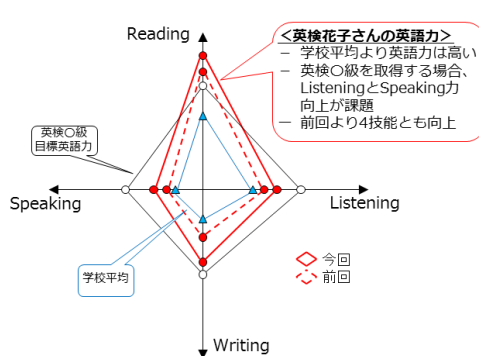 Reading
<英検花子さんの英語力>
− 学校平均より英語力は高い
− 英検〇級を取得する場合、
ListeningとSpeaking力
向上が課題
− 前回より4技能とも向上
英検〇級
目標英語力
Speaking
Listening
学校平均
今回
前回
Writing